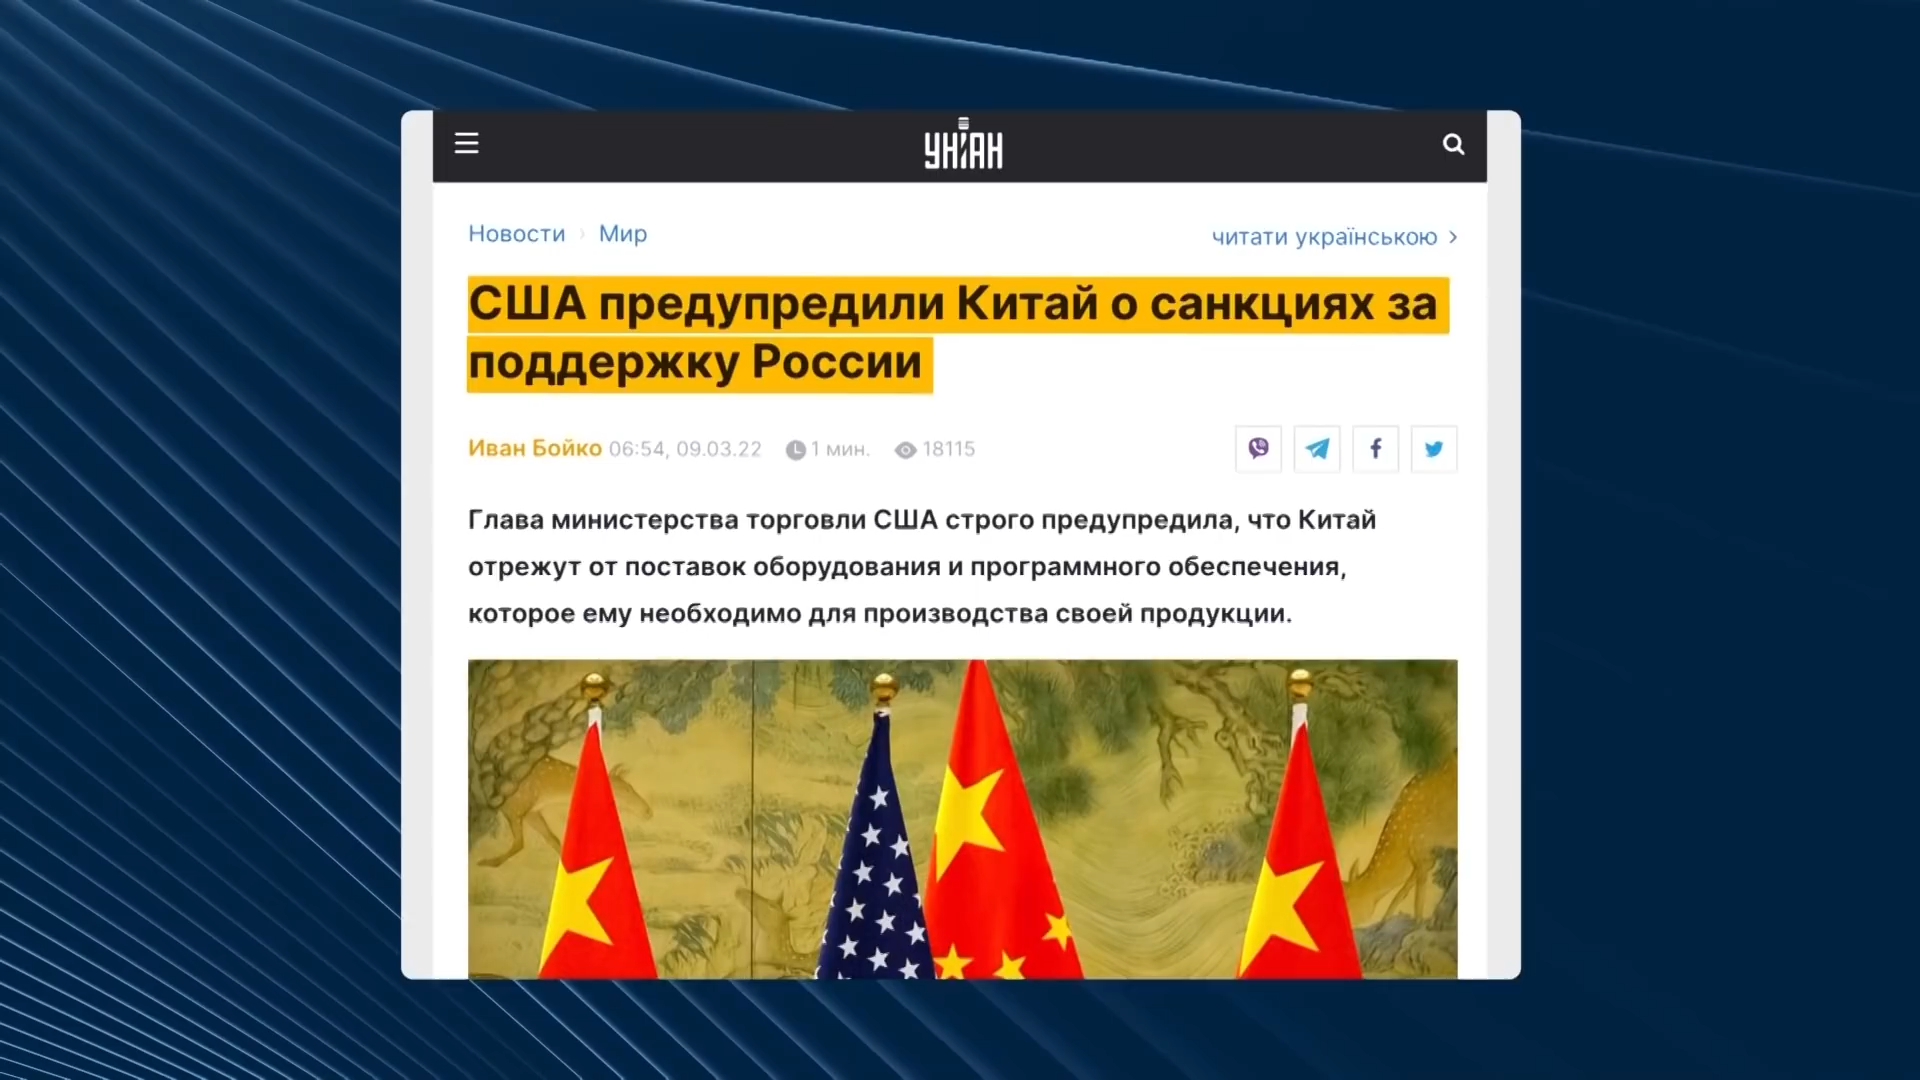 УНІАН
Новости › Мир
читати українською >
США предупредили Китай о санкциях за
поддержку России
Иван Бойко 06:54, 09.03.22 1 мин. 18115
Глава министерства торговли США строго предупредила, что Китай
отрежут от поставок оборудования и программного обеспечения,
которое ему необходимо для производства своей продукции.